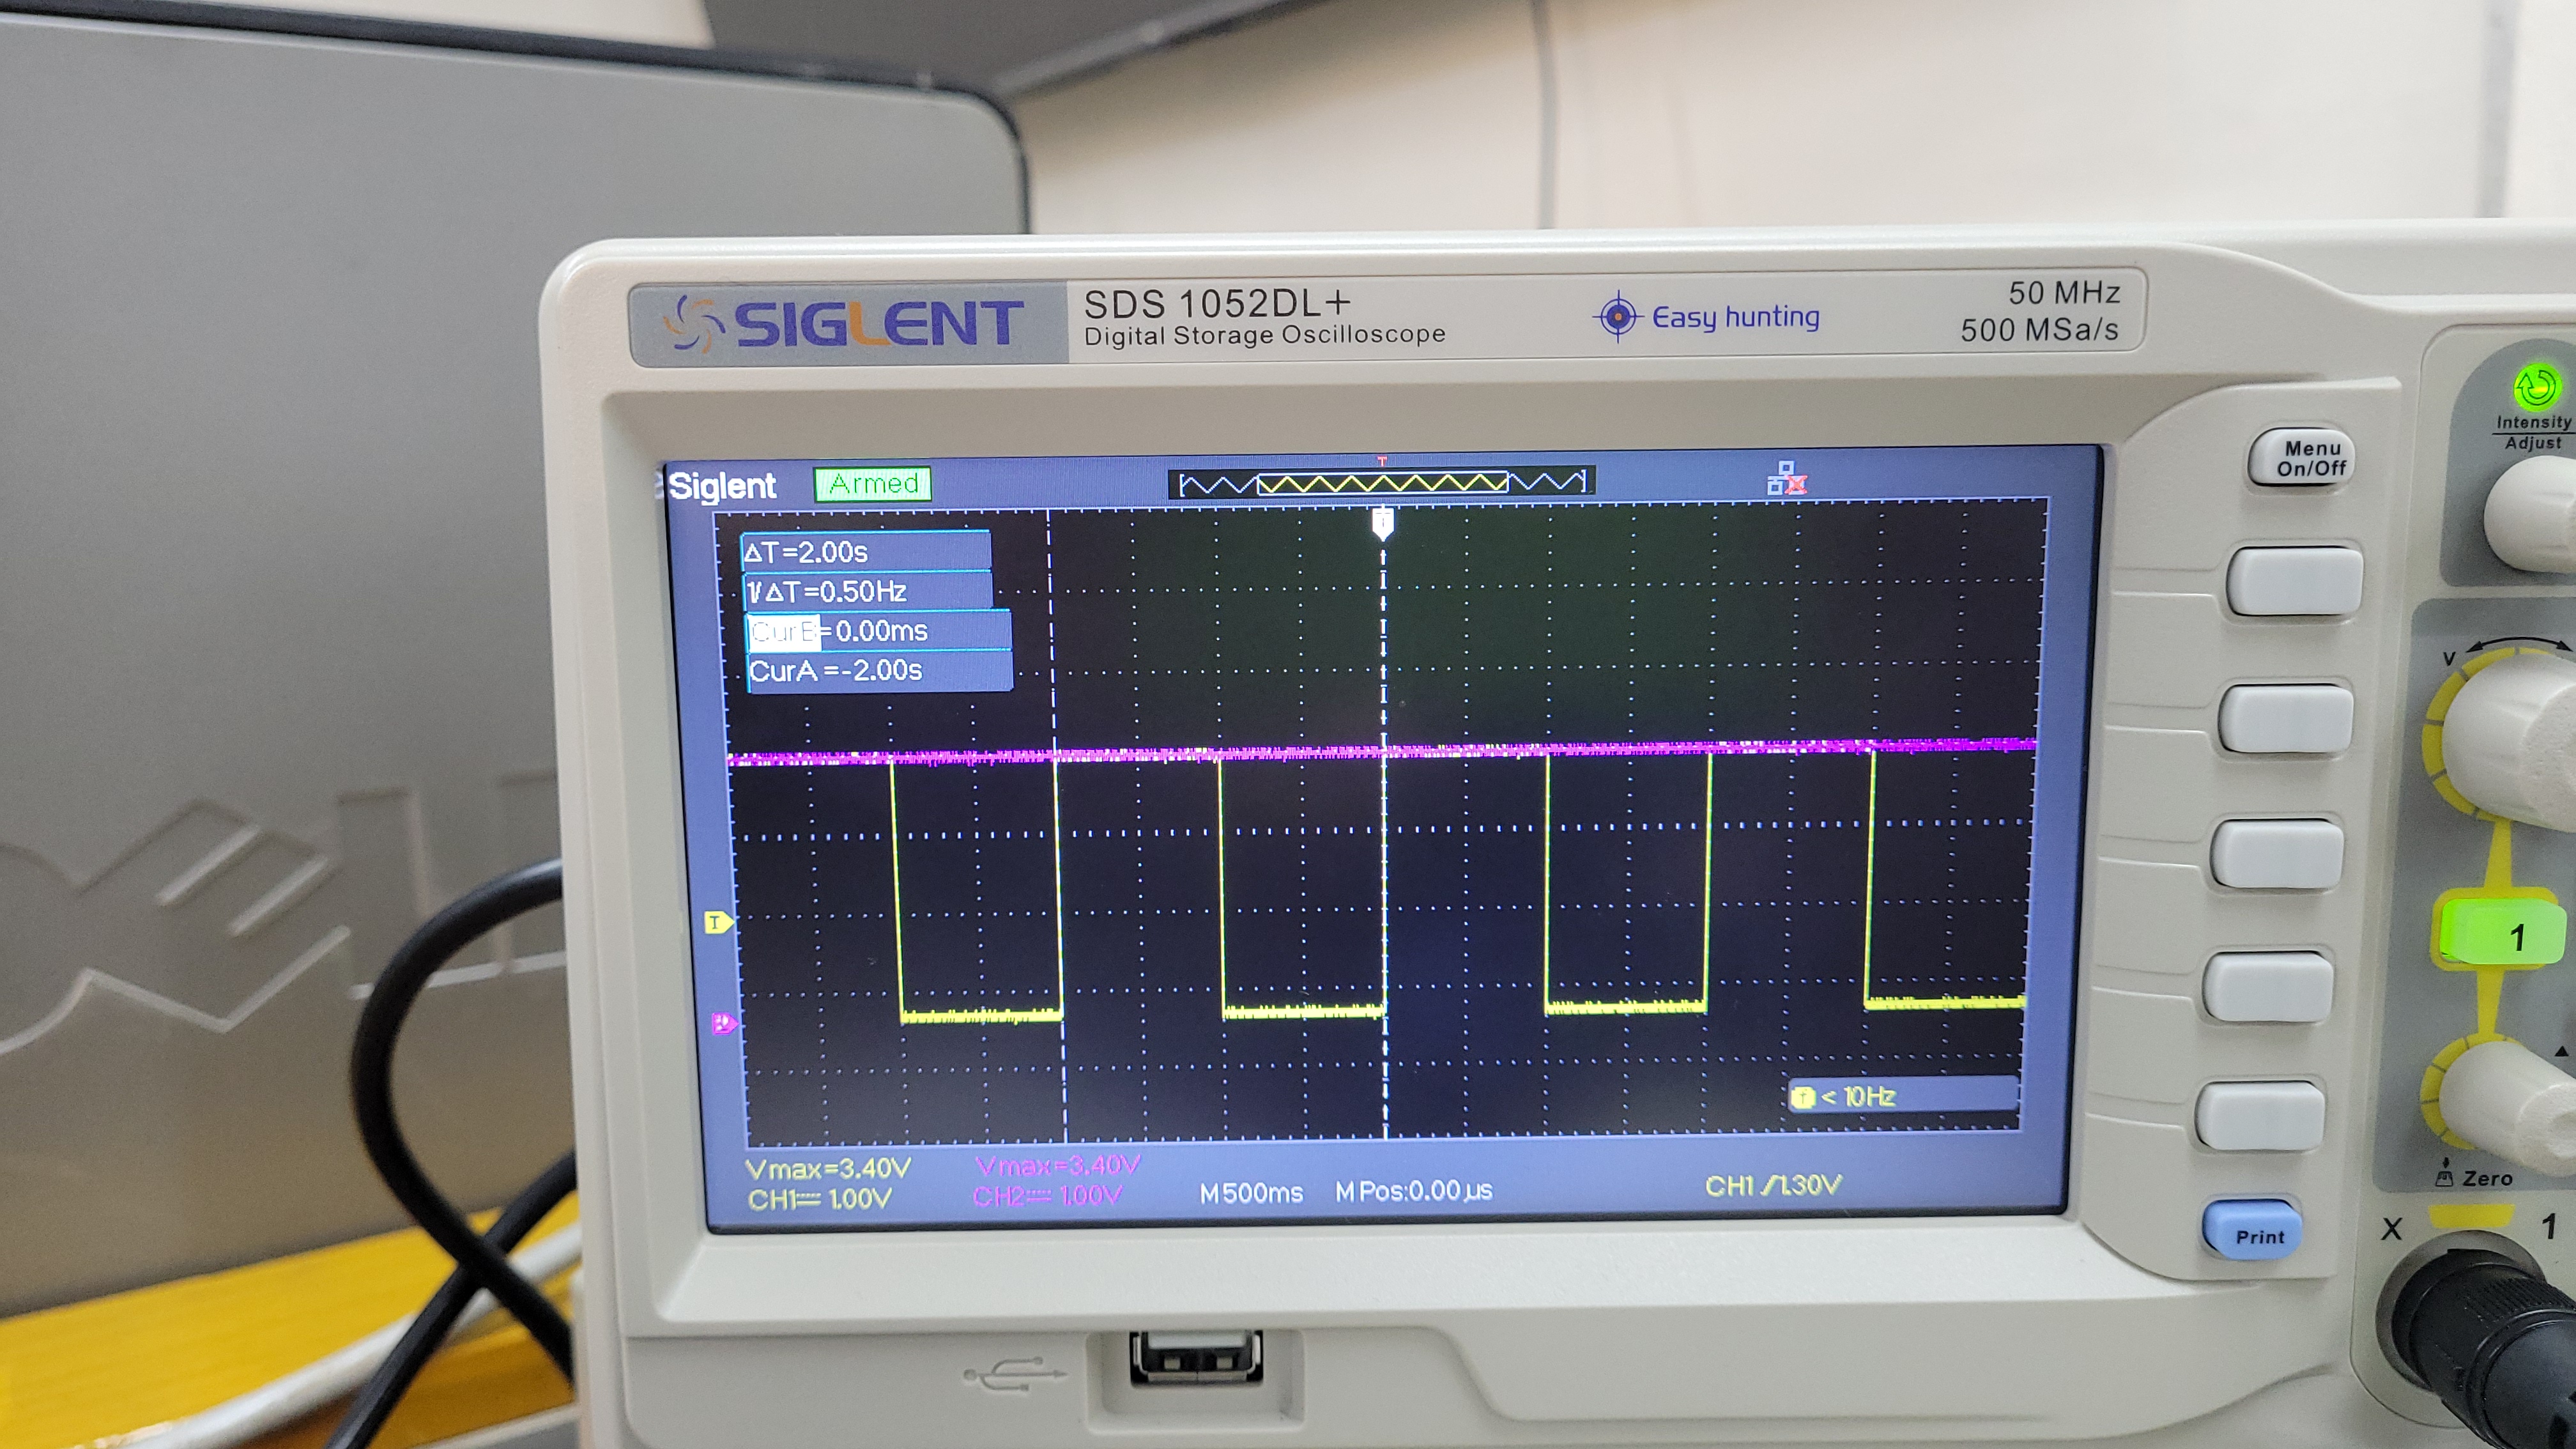 SIGLENT
SDS 1052DL+
Digital Storage Oscilloscope
Easy hunting
50 MHz
500 MSa/s
Intensity
Adjust
Menu
On/Off
Siglent
Armed
T
ΔT=2.00s
1/ΔT=0.50Hz
CurB=0.00ms
CurA=-2.00s
V
T
1
< 10Hz
Vmax=3.40V
Vmax=3.40V
CH1 1.00V
CH2 1.00V
M 500ms
M Pos:0.00µs
CH1 /1.30V
Zero
Print
X
1